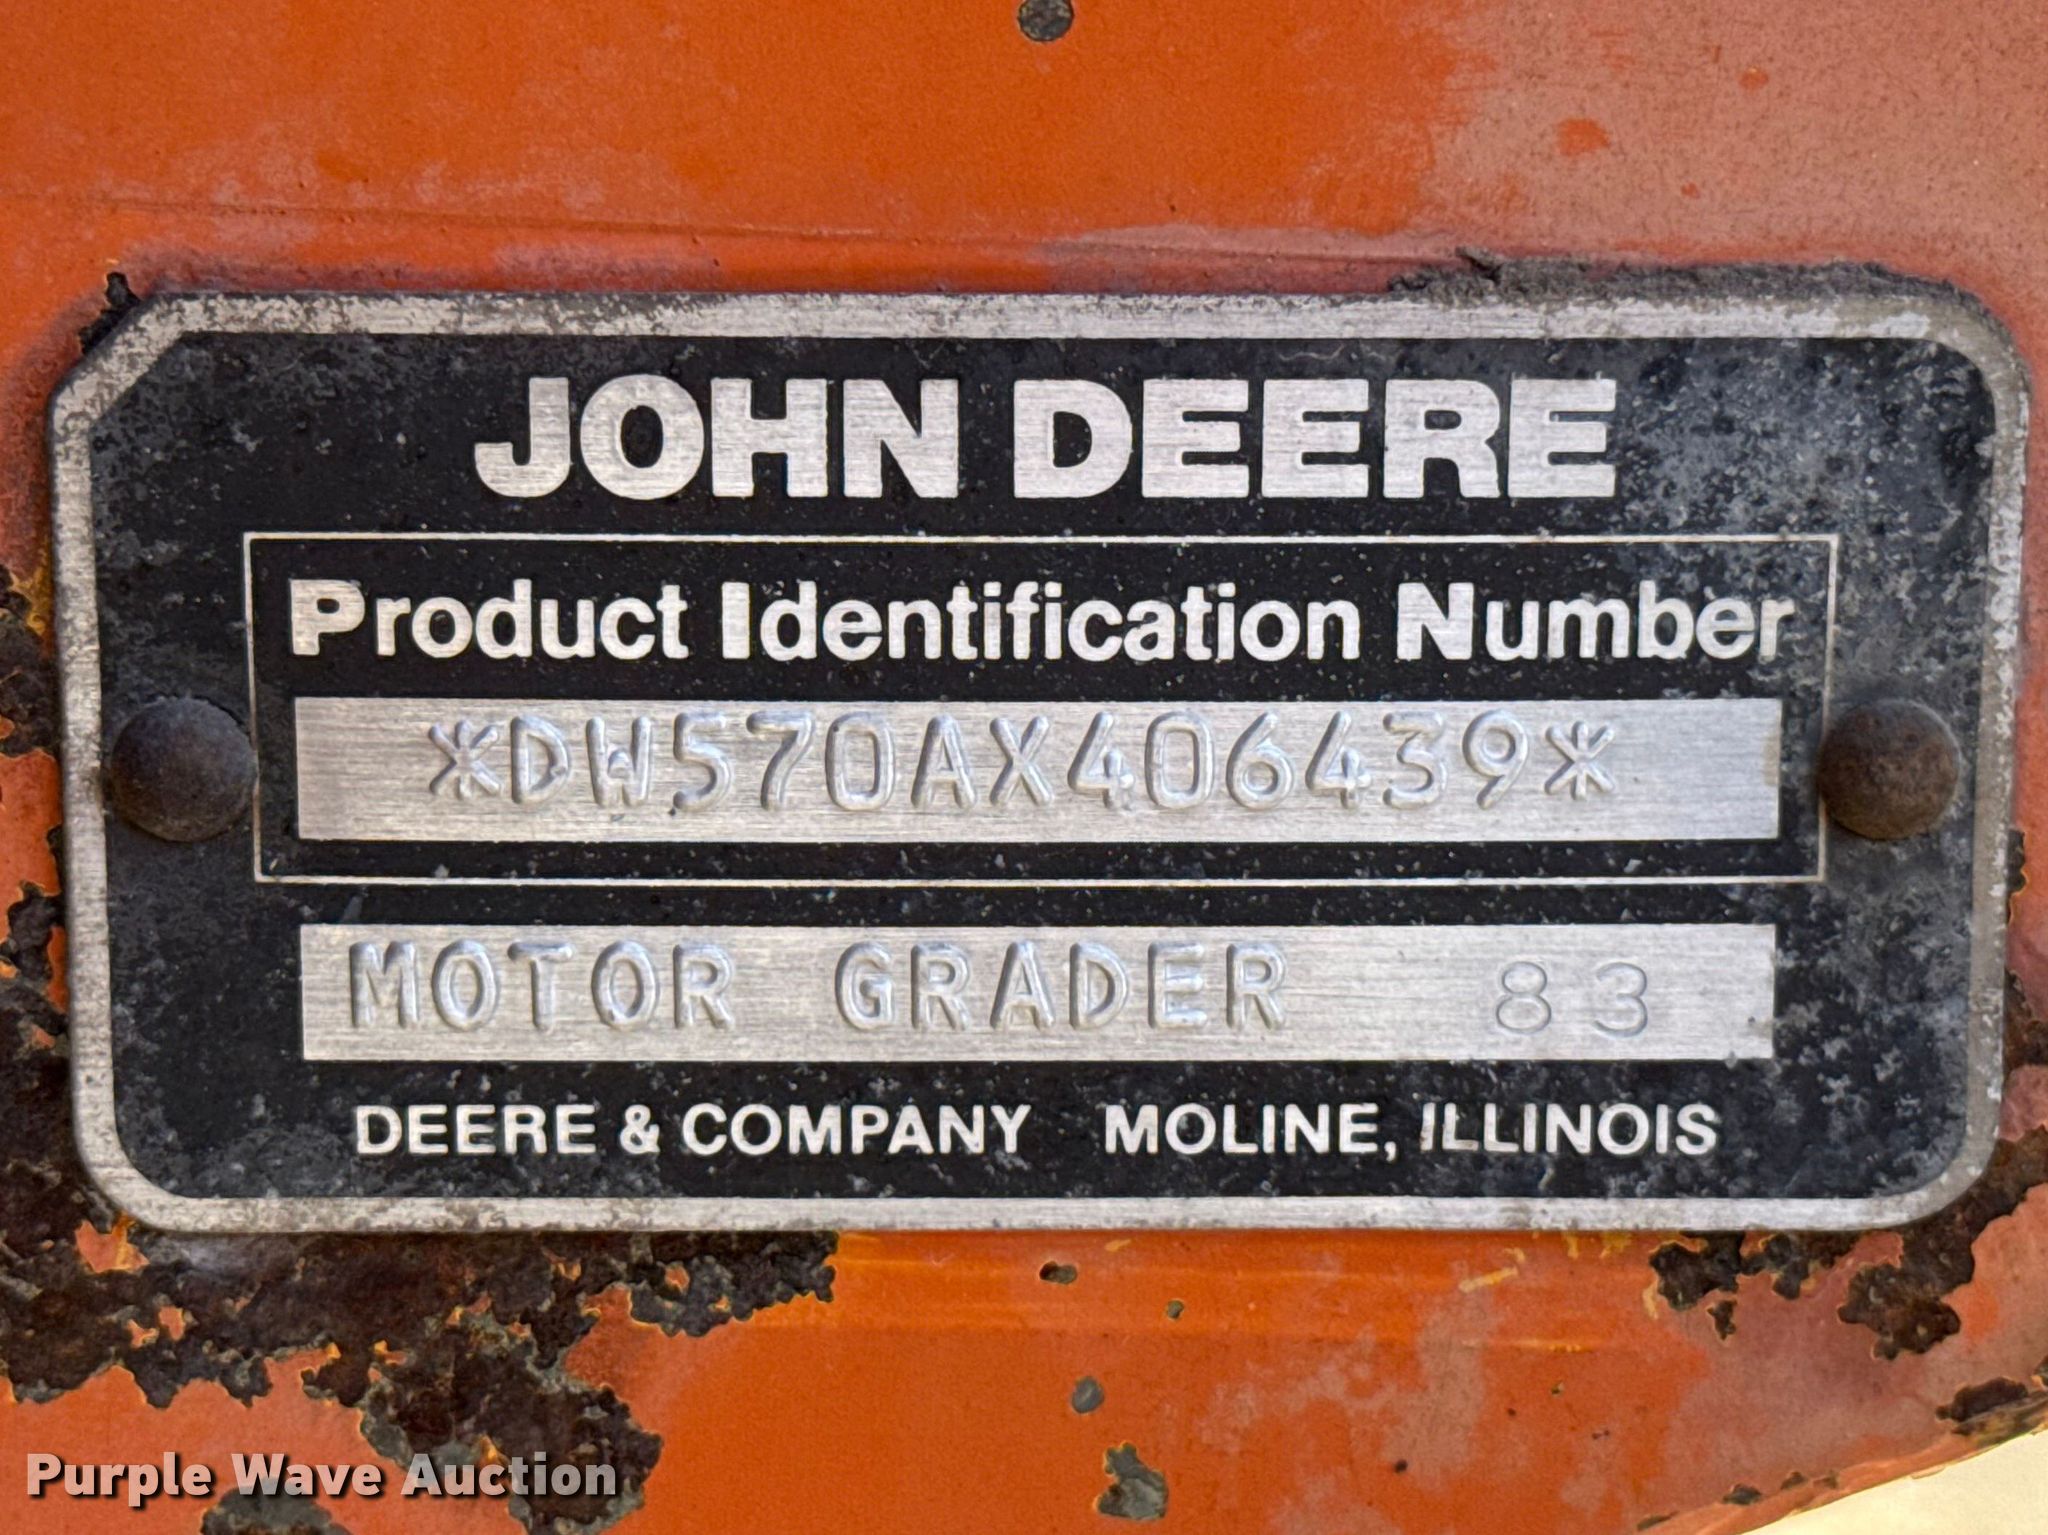 JOHN DEERE
Product Identification Number
*DW570AX406439*
MOTOR GRADER 83
DEERE & COMPANY MOLINE, ILLINOIS
Purple Wave Auction